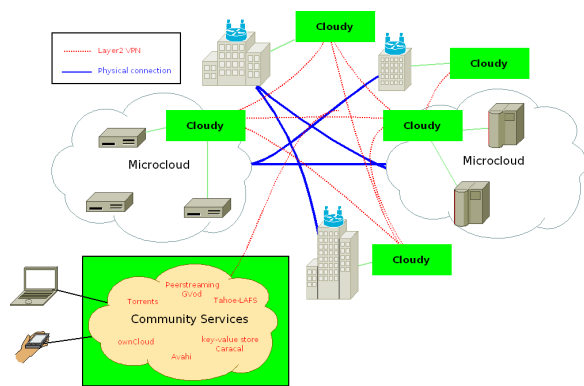 Cloudy
Layer2 VPN
Physical connection
Cloudy
Cloudy
Cloudy
Microcloud
Microcloud
Cloudy
Peerstreaming
GVod
Torrents
Tahoe-LAFS
Community Services
ownCloud
key-value store
Caracal
Avahi